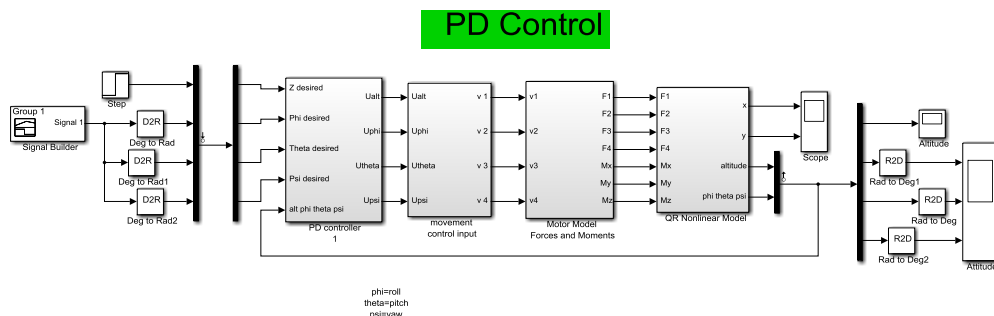 PD Control
Group 1
Signal 1
Signal Builder
Step
D2R
Deg to Rad
D2R
Deg to Rad1
D2R
Deg to Rad2
Z desired
Phi desired
Theta desired
Psi desired
alt phi theta psi
Ualt
Uphi
Utheta
Upsi
PD controller
1
Ualt
Uphi
Utheta
Upsi
v 1
v 2
v 3
v 4
movement
control input
v1
v2
v3
v4
F1
F2
F3
F4
Mx
My
Mz
Motor Model
Forces and Moments
F1
F2
F3
F4
Mx
My
Mz
x
y
altitude
phi theta psi
QR Nonlinear Model
Scope
Altitude
R2D
Rad to Deg1
R2D
Rad to Deg
R2D
Rad to Deg2
Attitude
phi=roll
theta=pitch
psi=yaw